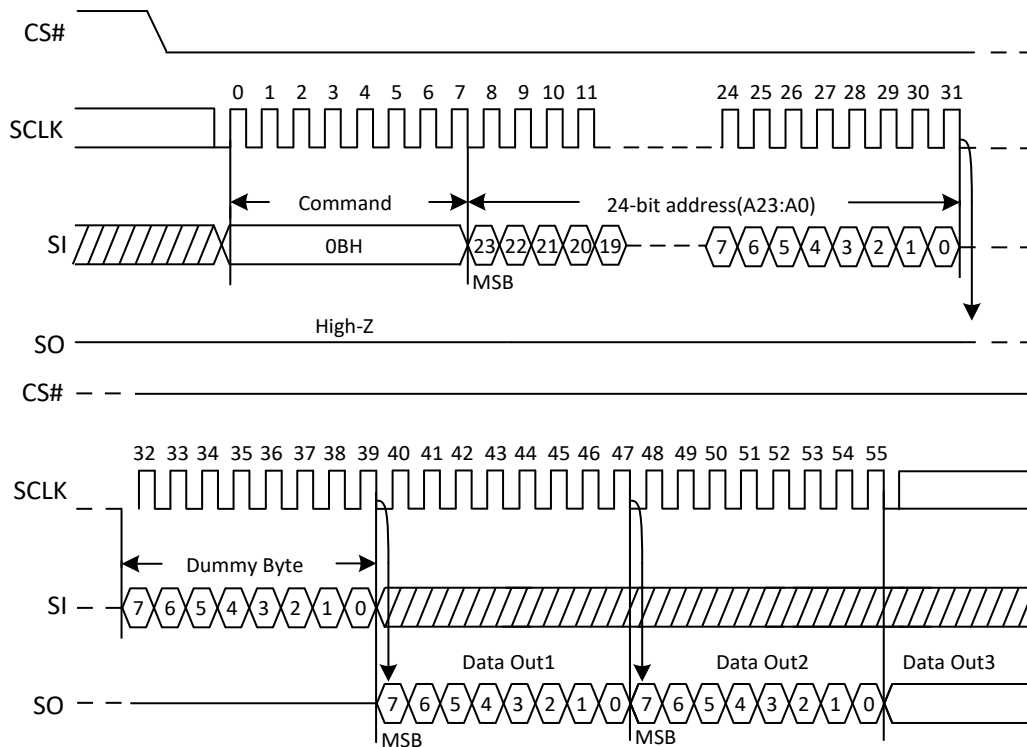 CS#
0 1 2 3 4 5 6 7 8 9 10 11 24 25 26 27 28 29 30 31
SCLK
Command 24-bit address(A23:A0)
SI 0BH 23 22 21 20 19 7 6 5 4 3 2 1 0
MSB
High-Z
SO
CS#
32 33 34 35 36 37 38 39 40 41 42 43 44 45 46 47 48 49 50 51 52 53 54 55
SCLK
Dummy Byte
SI 7 6 5 4 3 2 1 0
Data Out1 Data Out2 Data Out3
SO 7 6 5 4 3 2 1 0 7 6 5 4 3 2 1 0
MSB MSB